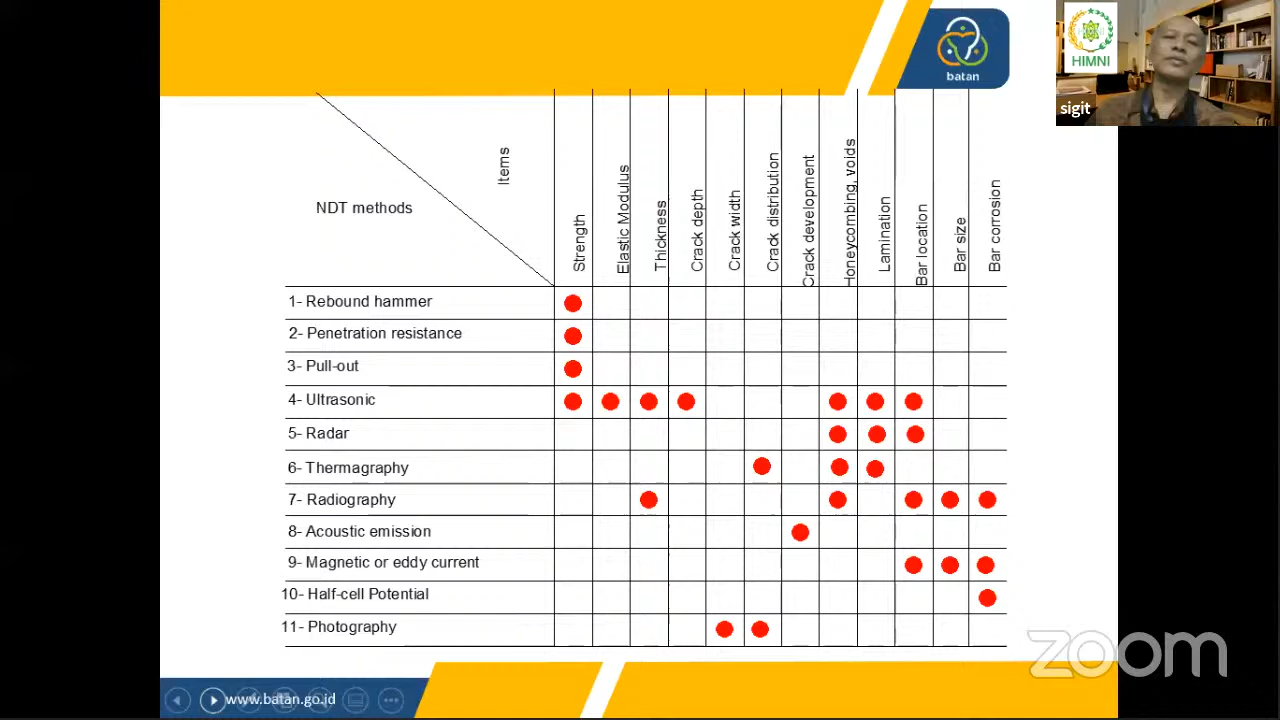 batan
HIMNI
sigit
Items
NDT methods
Strength
Elastic Modulus
Thickness
Crack depth
Crack width
Crack distribution
Crack development
Honeycombing, voids
Lamination
Bar location
Bar size
Bar corrosion
1- Rebound hammer
2- Penetration resistance
3- Pull-out
4- Ultrasonic
5- Radar
6- Thermagraphy
7- Radiography
8- Acoustic emission
9- Magnetic or eddy current
10- Half-cell Potential
11- Photography
zoom
www.batan.go.id